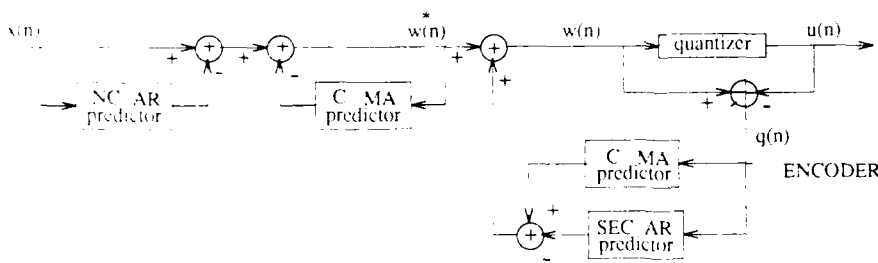 x(n)
*
w(n)
w(n)
quantizer
u(n)
+
+
+
+
+
+
-
-
+
NC AR
predictor
C MA
predictor
+
-
q(n)
C MA
predictor
ENCODER
+
+
-
SEC AR
predictor